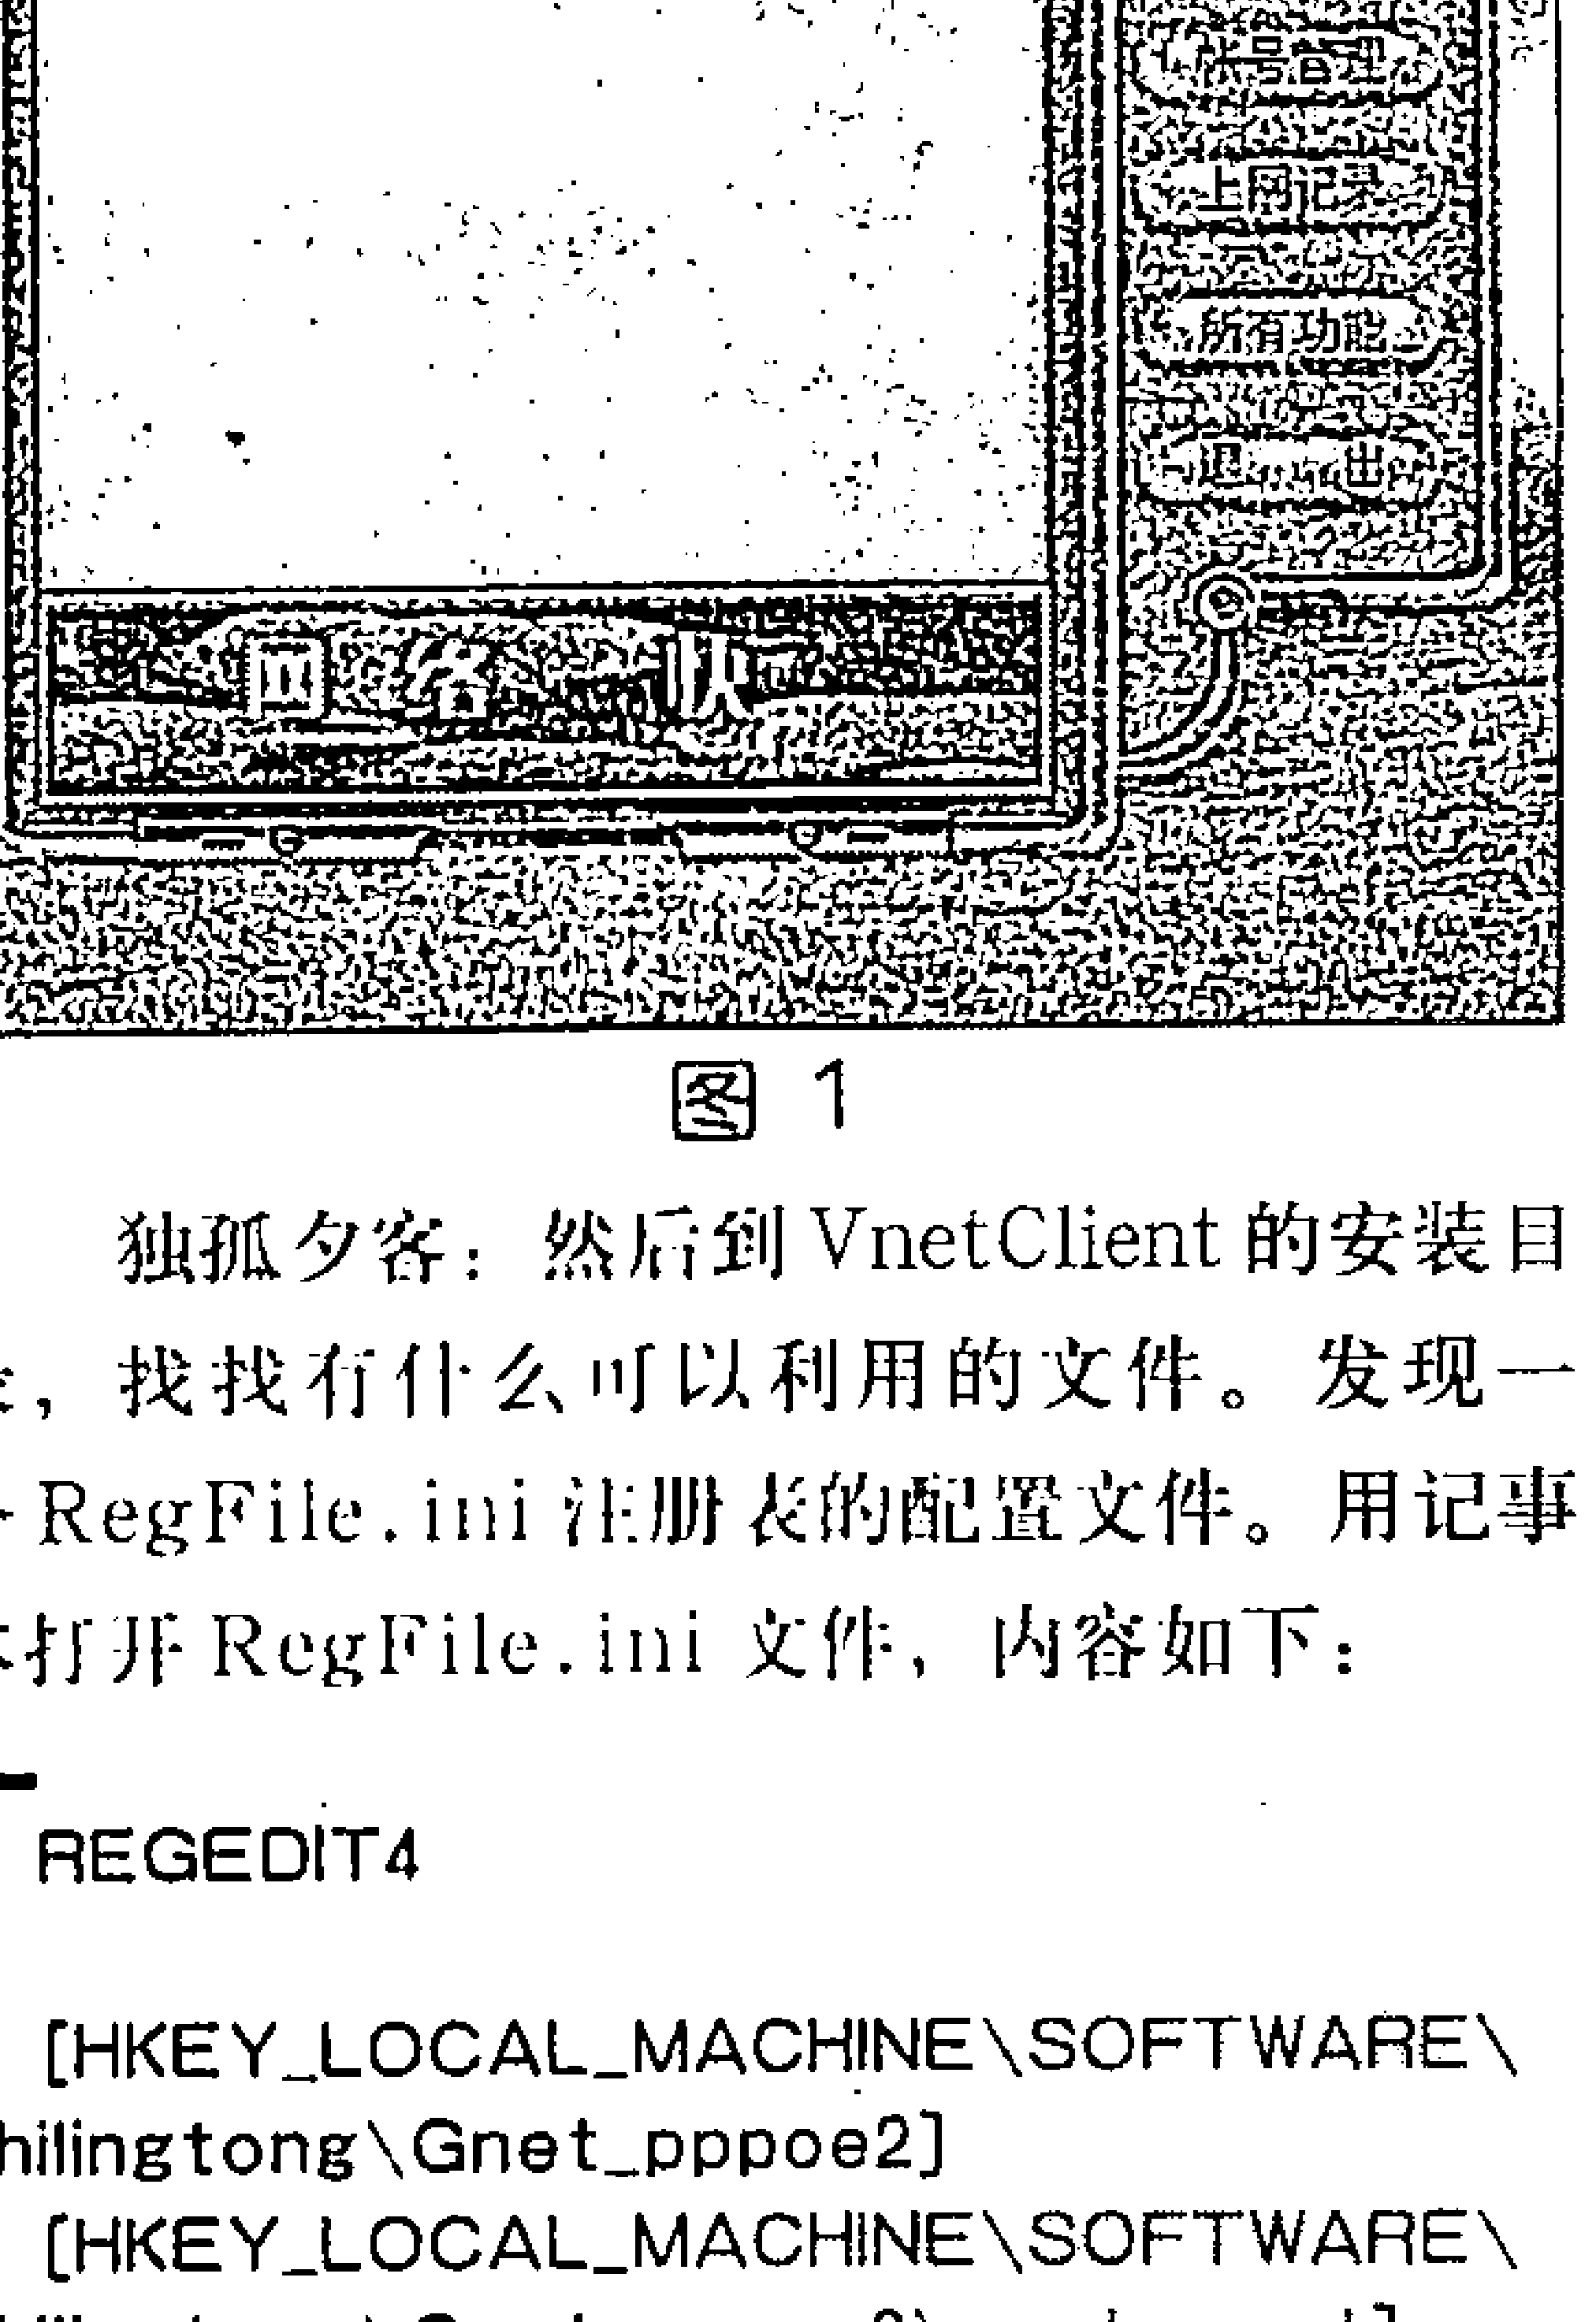 号管理
上网记录
所有功能
退 出
图 1
独孤夕客：然后到 VnetClient 的安装目
，找找有什么可以利用的文件。发现一
RegFile.ini 注册表的配置文件。用记事
打开 RegFile.ini 文件，内容如下：
REGEDIT4
[HKEY_LOCAL_MACHINE\SOFTWARE\
hilingtong\Gnet_pppoe2]
[HKEY_LOCAL_MACHINE\SOFTWARE\